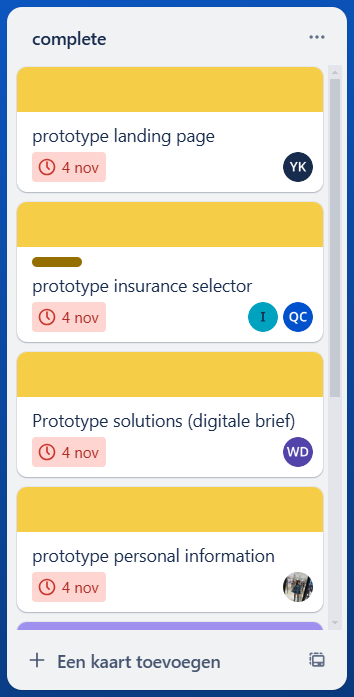 complete
prototype landing page
4 nov
YK
prototype insurance selector
4 nov
I
QC
Prototype solutions (digitale brief)
4 nov
WD
prototype personal information
4 nov
Een kaart toevoegen